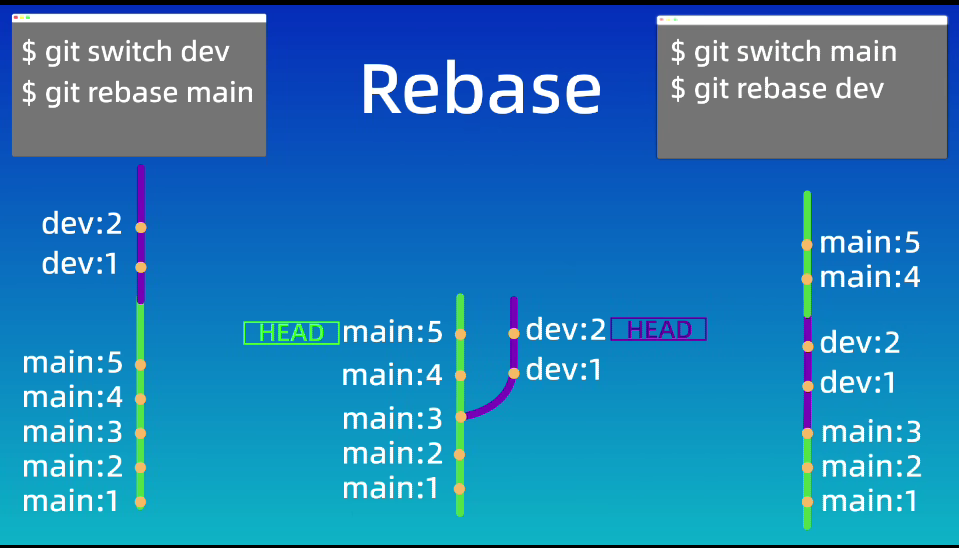 $ git switch dev
$ git rebase main
Rebase
$ git switch main
$ git rebase dev
dev:2
dev:1
main:5
main:4
main:3
main:2
main:1
HEAD main:5
main:4
main:3
main:2
main:1
dev:2 HEAD
dev:1
main:5
main:4
dev:2
dev:1
main:3
main:2
main:1